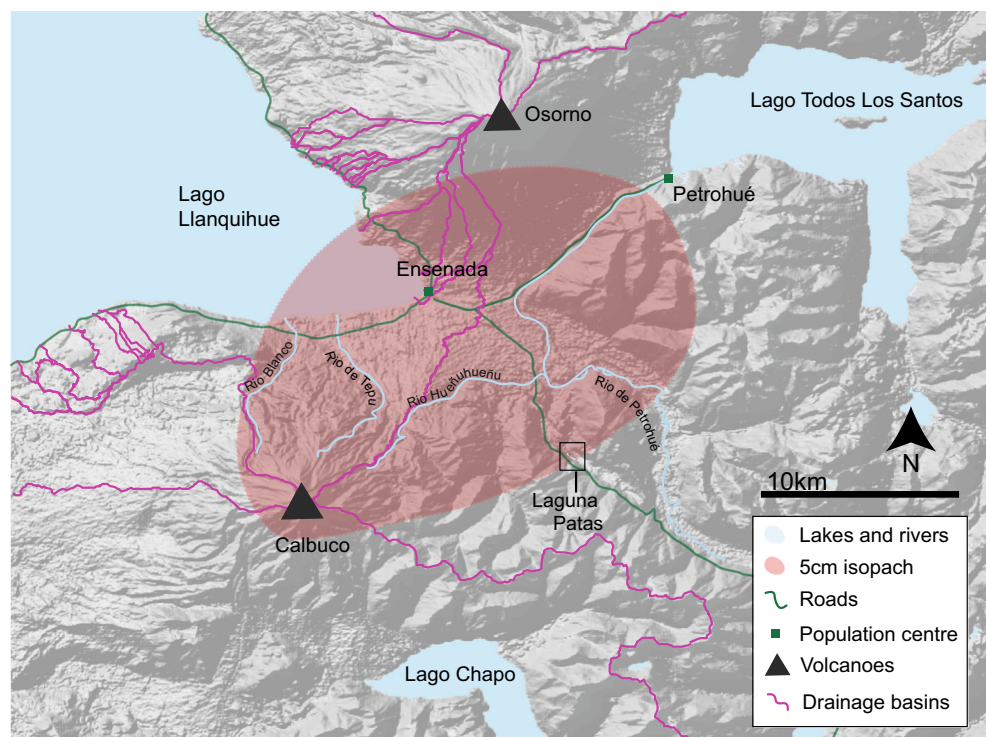 Osorno
Lago Todos Los Santos
Lago
Llanquihue
Petrohué
Ensenada
Rio Blanco
Rio de Tepu
Rio Hueñuhueñu
Rio de Petrohué
N
10km
Laguna
Patas
Calbuco
Lago Chapo
Lakes and rivers
5cm isopach
Roads
Population centre
Volcanoes
Drainage basins